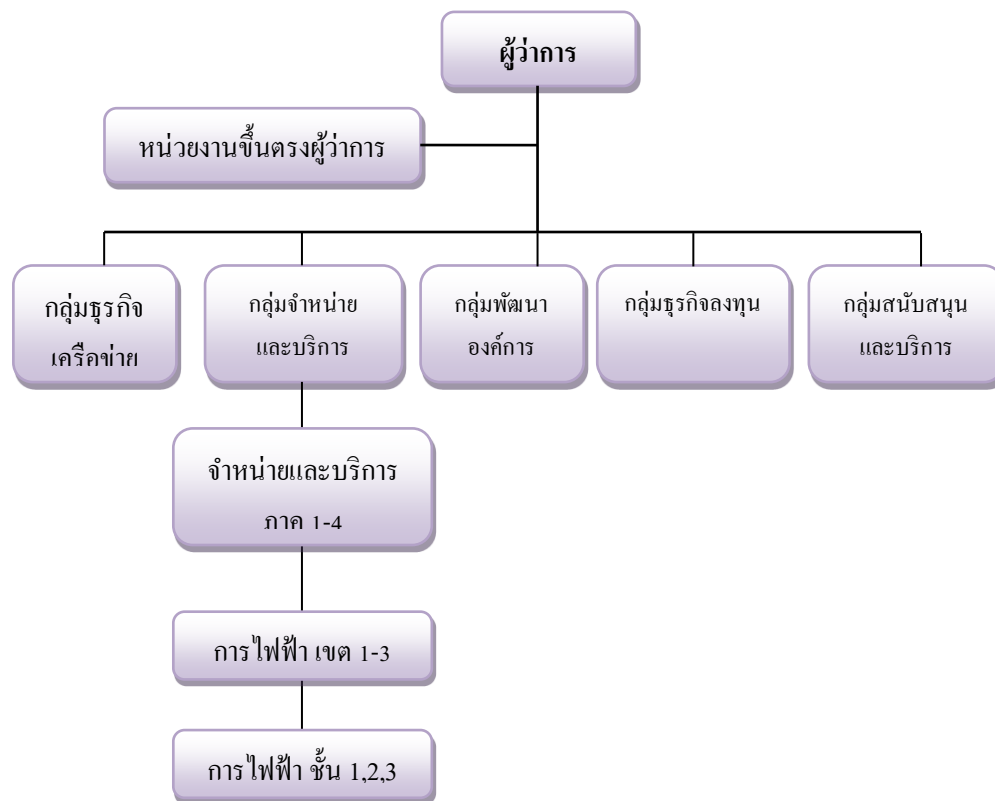 ผู้ว่าการ
หน่วยงานขึ้นตรงผู้ว่าการ
กลุ่มธุรกิจ
เครือข่าย
กลุ่มจำหน่าย
และบริการ
กลุ่มพัฒนา
องค์การ
กลุ่มธุรกิจลงทุน
กลุ่มสนับสนุน
และบริการ
จำหน่ายและบริการ
ภาค 1-4
การไฟฟ้า เขต 1-3
การไฟฟ้า ชั้น 1,2,3